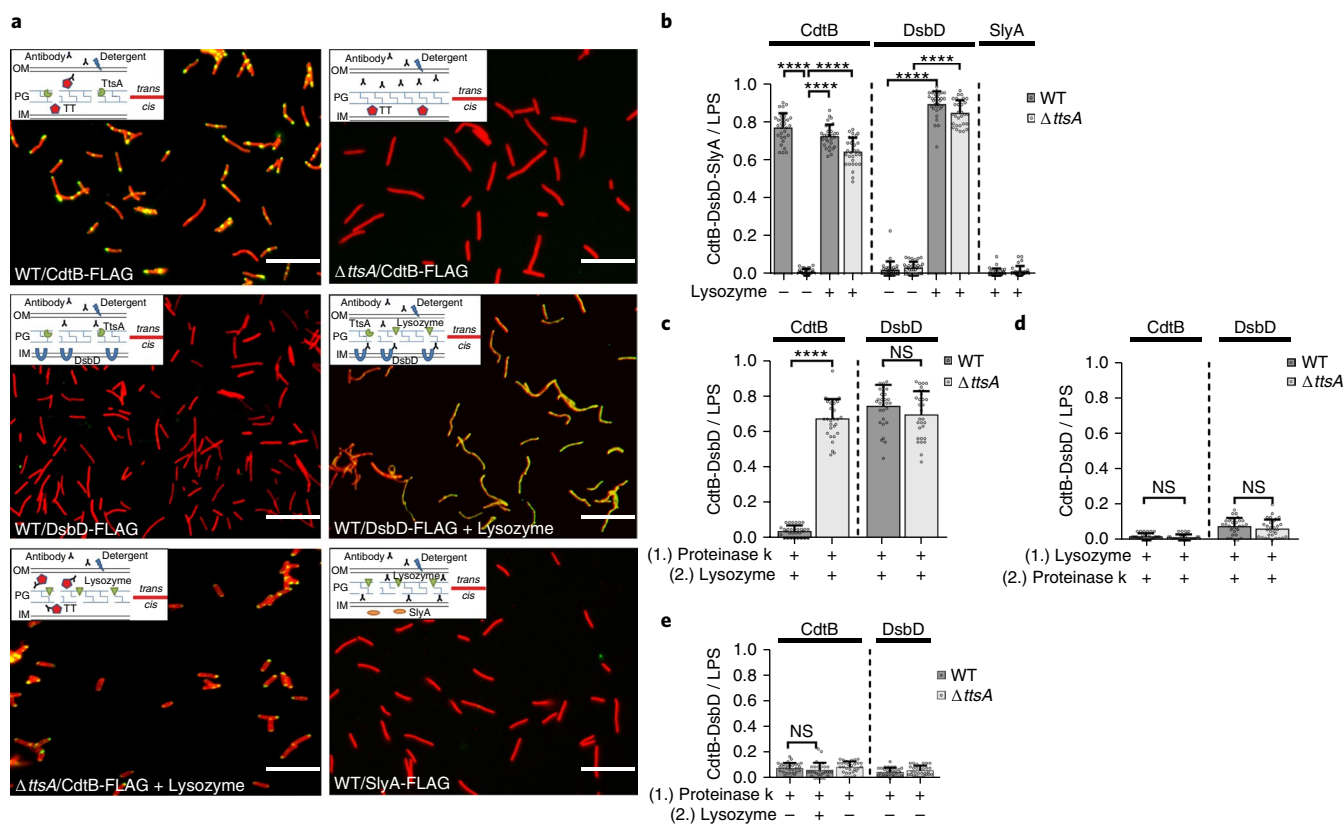 a
Antibody
Detergent
OM
TtsA
trans
PG
cis
TT
IM
WT/CdtB-FLAG
Antibody
Detergent
OM
trans
PG
cis
IM
TT
ΔttsA/CdtB-FLAG
Antibody
Detergent
OM
TtsA
trans
PG
cis
IM
DsbD
WT/DsbD-FLAG
Antibody
Detergent
OM
TtsA
Lysozyme
trans
PG
cis
IM
DsbD
WT/DsbD-FLAG + Lysozyme
Antibody
Detergent
OM
Lysozyme
trans
PG
cis
TT
IM
ΔttsA/CdtB-FLAG + Lysozyme
Antibody
Detergent
OM
Lysozyme
trans
PG
cis
IM
SlyA
WT/SlyA-FLAG
b
CdtB DsbD SlyA
**** **** ****
**** ****
****
CdtB-DsbD-SlyA / LPS
1.0
0.8
0.6
0.4
0.2
0.0
WT
ΔttsA
Lysozyme – – + + – – + + + +
c
CdtB DsbD
**** NS
CdtB-DsbD / LPS
1.0
0.8
0.6
0.4
0.2
0.0
WT
ΔttsA
(1.) Proteinase k + + + +
(2.) Lysozyme + + + +
d
CdtB DsbD
NS NS
CdtB-DsbD / LPS
1.0
0.8
0.6
0.4
0.2
0.0
WT
ΔttsA
(1.) Lysozyme + + + +
(2.) Proteinase k + + + +
e
CdtB DsbD
NS
CdtB-DsbD / LPS
1.0
0.8
0.6
0.4
0.2
0.0
WT
ΔttsA
(1.) Proteinase k + + + + +
(2.) Lysozyme – + – – –